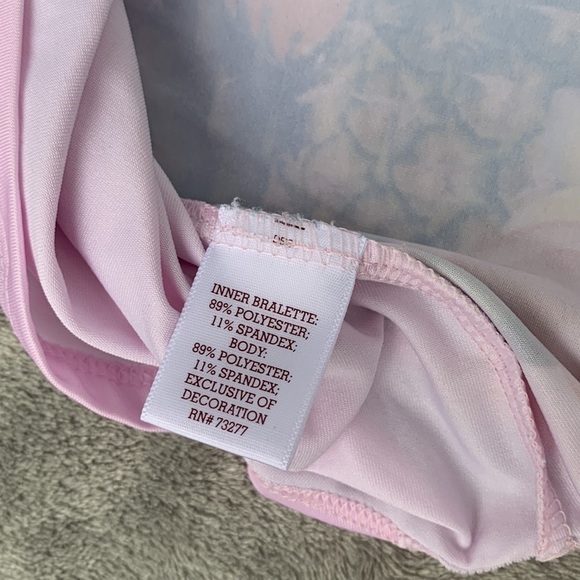 INNER BRALETTE:
89% POLYESTER;
11% SPANDEX;
BODY:
89% POLYESTER;
11% SPANDEX,
EXCLUSIVE OF
DECORATION
RN# 73277